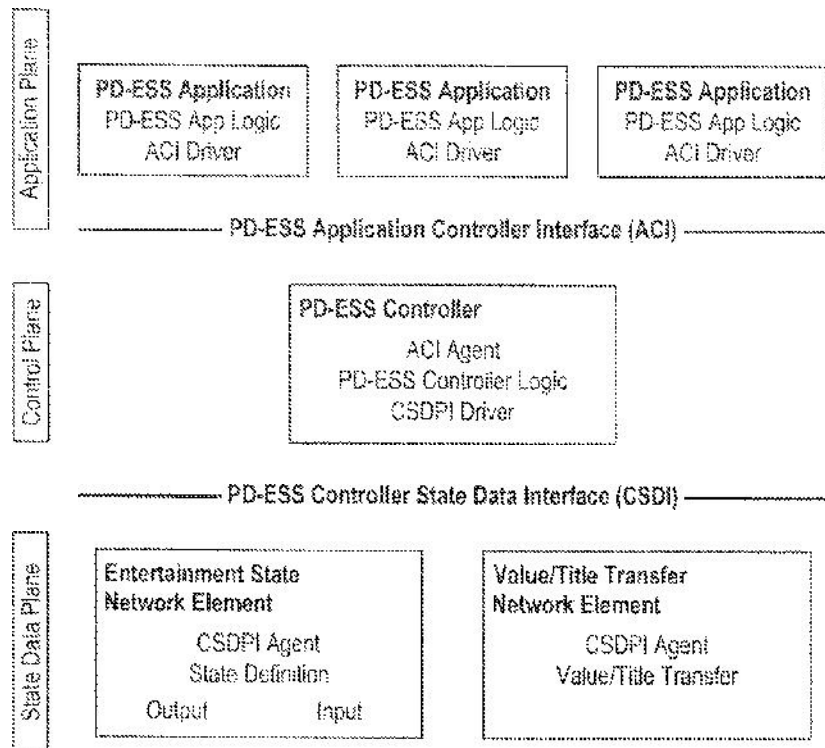 Application Plane
PD-ESS Application
PD-ESS App Logic
ACI Driver
PD-ESS Application
PD-ESS App Logic
ACI Driver
PD-ESS Application
PD-ESS App Logic
ACI Driver
PD-ESS Application Controller Interface (ACI)
Control Plane
PD-ESS Controller
ACI Agent
PD-ESS Controller Logic
CSDPI Driver
PD-ESS Controller State Data Interface (CSDI)
State Data Plane
Entertainment State
Network Element
CSDPI Agent
State Definition
Output Input
Value/Title Transfer
Network Element
CSDPI Agent
Value/Title Transfer